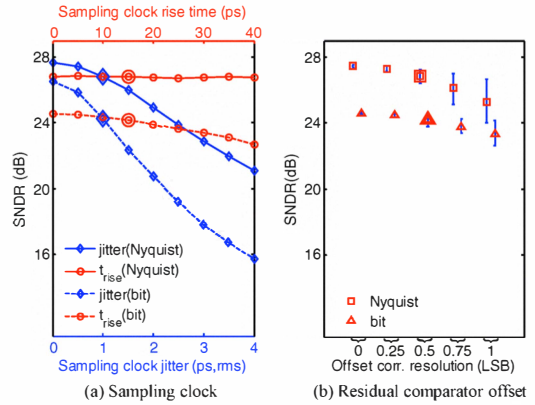 Sampling clock rise time (ps)
0 10 20 30 40
28
24
20
16
SNDR (dB)
jitter(Nyquist)
t_rise(Nyquist)
jitter(bit)
t_rise(bit)
0 1 2 3 4
Sampling clock jitter (ps,rms)
(a) Sampling clock
28
24
20
16
SNDR(dB)
Nyquist
bit
0 0.25 0.5 0.75 1
Offset corr. resolution (LSB)
(b) Residual comparator offset